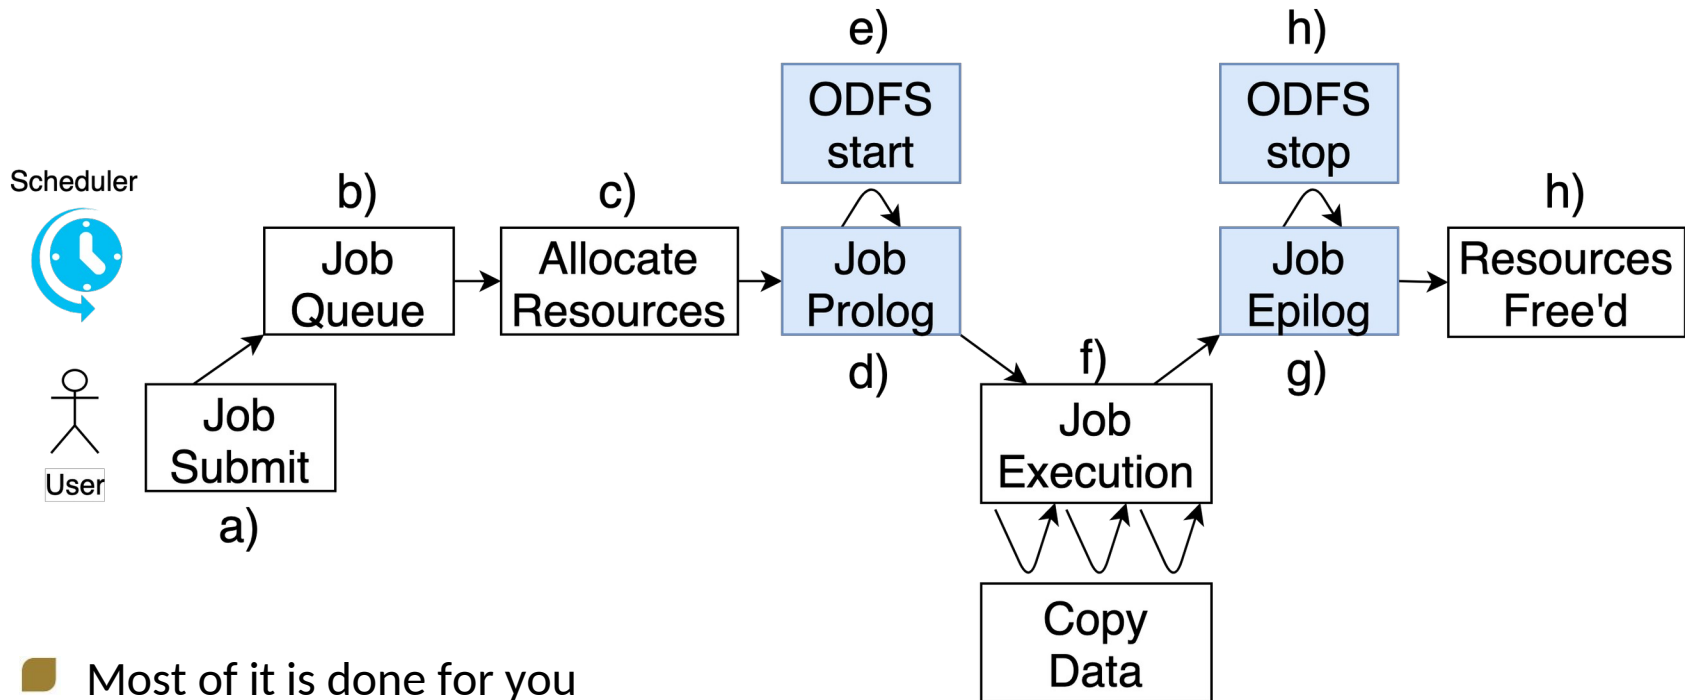 e)
h)
ODFS
start
ODFS
stop
Scheduler
b)
c)
h)
Job
Queue
Allocate
Resources
Job
Prolog
Job
Epilog
Resources
Free'd
d)
f)
g)
User
Job
Submit
Job
Execution
a)
Copy
Data
Most of it is done for you